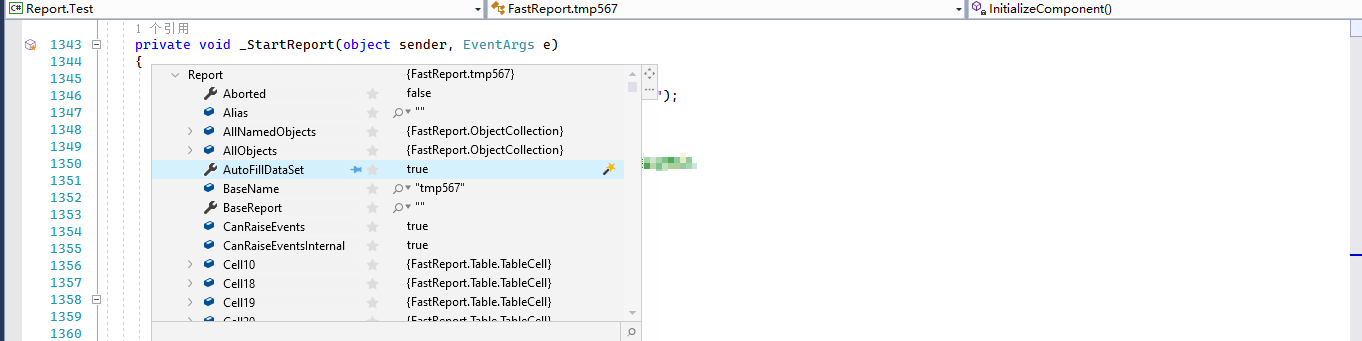 C# Report.Test FastReport.tmp567 InitializeComponent()
1 个引用
1343 private void _StartReport(object sender, EventArgs e)
1344 {
1345 Report {FastReport.tmp567}
1346 Aborted false ");
1347 Alias ""
1348 AllNamedObjects {FastReport.ObjectCollection}
1349 AllObjects {FastReport.ObjectCollection}
1350 AutoFillDataSet true
1351 BaseName "tmp567"
1352 BaseReport ""
1353 CanRaiseEvents true
1354 CanRaiseEventsInternal true
1355
1356 Cell10 {FastReport.Table.TableCell}
1357 Cell18 {FastReport.Table.TableCell}
1358 Cell19 {FastReport.Table.TableCell}
1359 Cell20 {FastReport.Table.TableCell}
1360